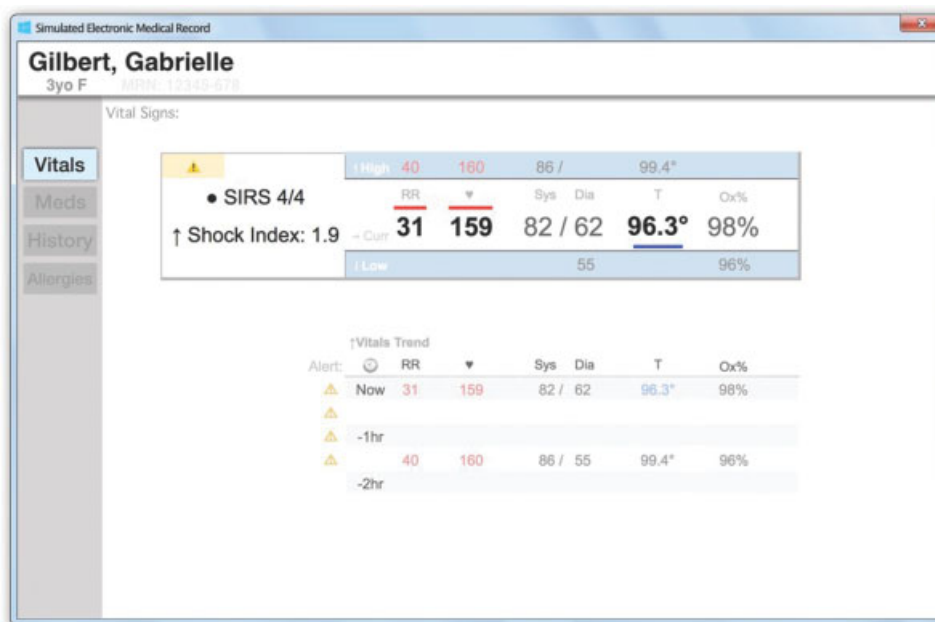 Simulated Electronic Medical Record
Gilbert, Gabrielle
3yo F MRN: 12345-678
Vital Signs:
Vitals
Meds
History
Allergies
● SIRS 4/4
↑ Shock Index: 1.9
↑ High 40 160 86 / 99.4°
RR ♥ Sys Dia T Ox%
→ Curr 31 159 82 / 62 96.3° 98%
↓ Low 55 96%
↑Vitals Trend
Alert: RR ♥ Sys Dia T Ox%
Now 31 159 82 / 62 96.3° 98%
-1hr
40 160 86 / 55 99.4° 96%
-2hr